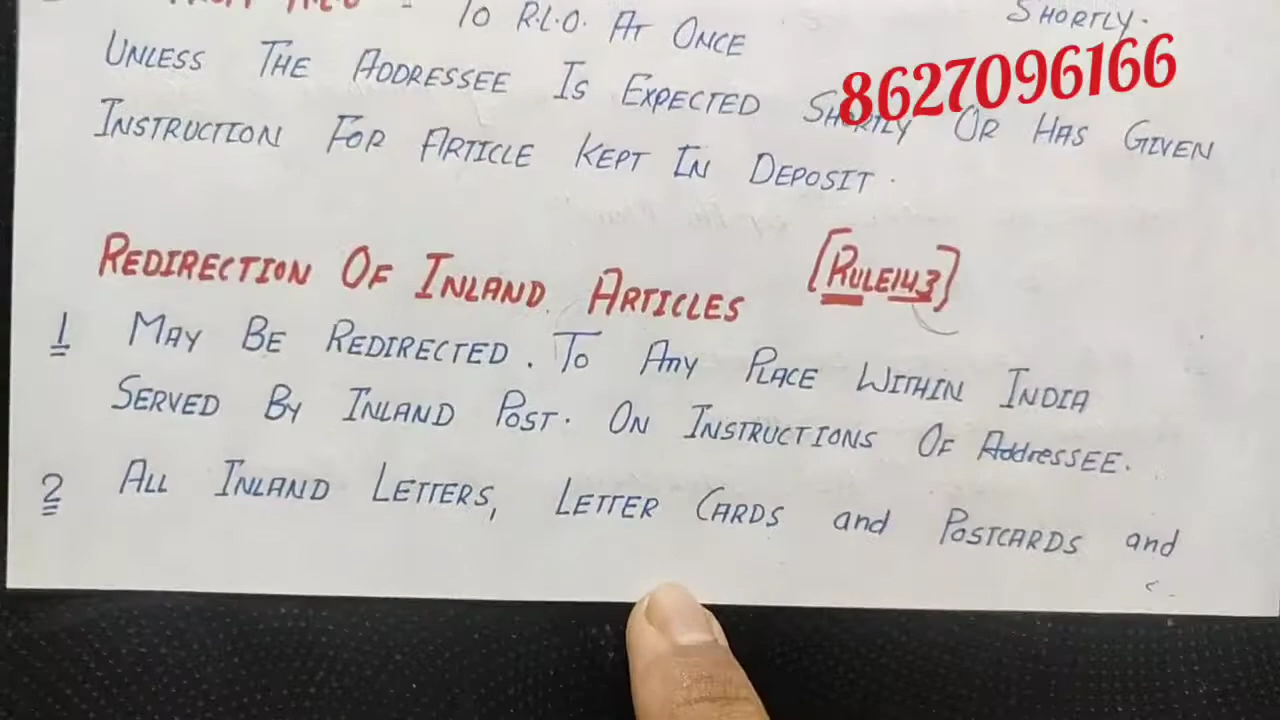 To R.L.O. At Once Shortly.
8627096166
Unless The Addressee Is Expected Shortly Or Has Given
Instruction For Article Kept In Deposit.
Redirection Of Inland Articles [Rule 143]
1 May Be Redirected. To Any Place Within India
Served By Inland Post. On Instructions Of Addressee.
2 All Inland Letters, Letter Cards and Postcards and